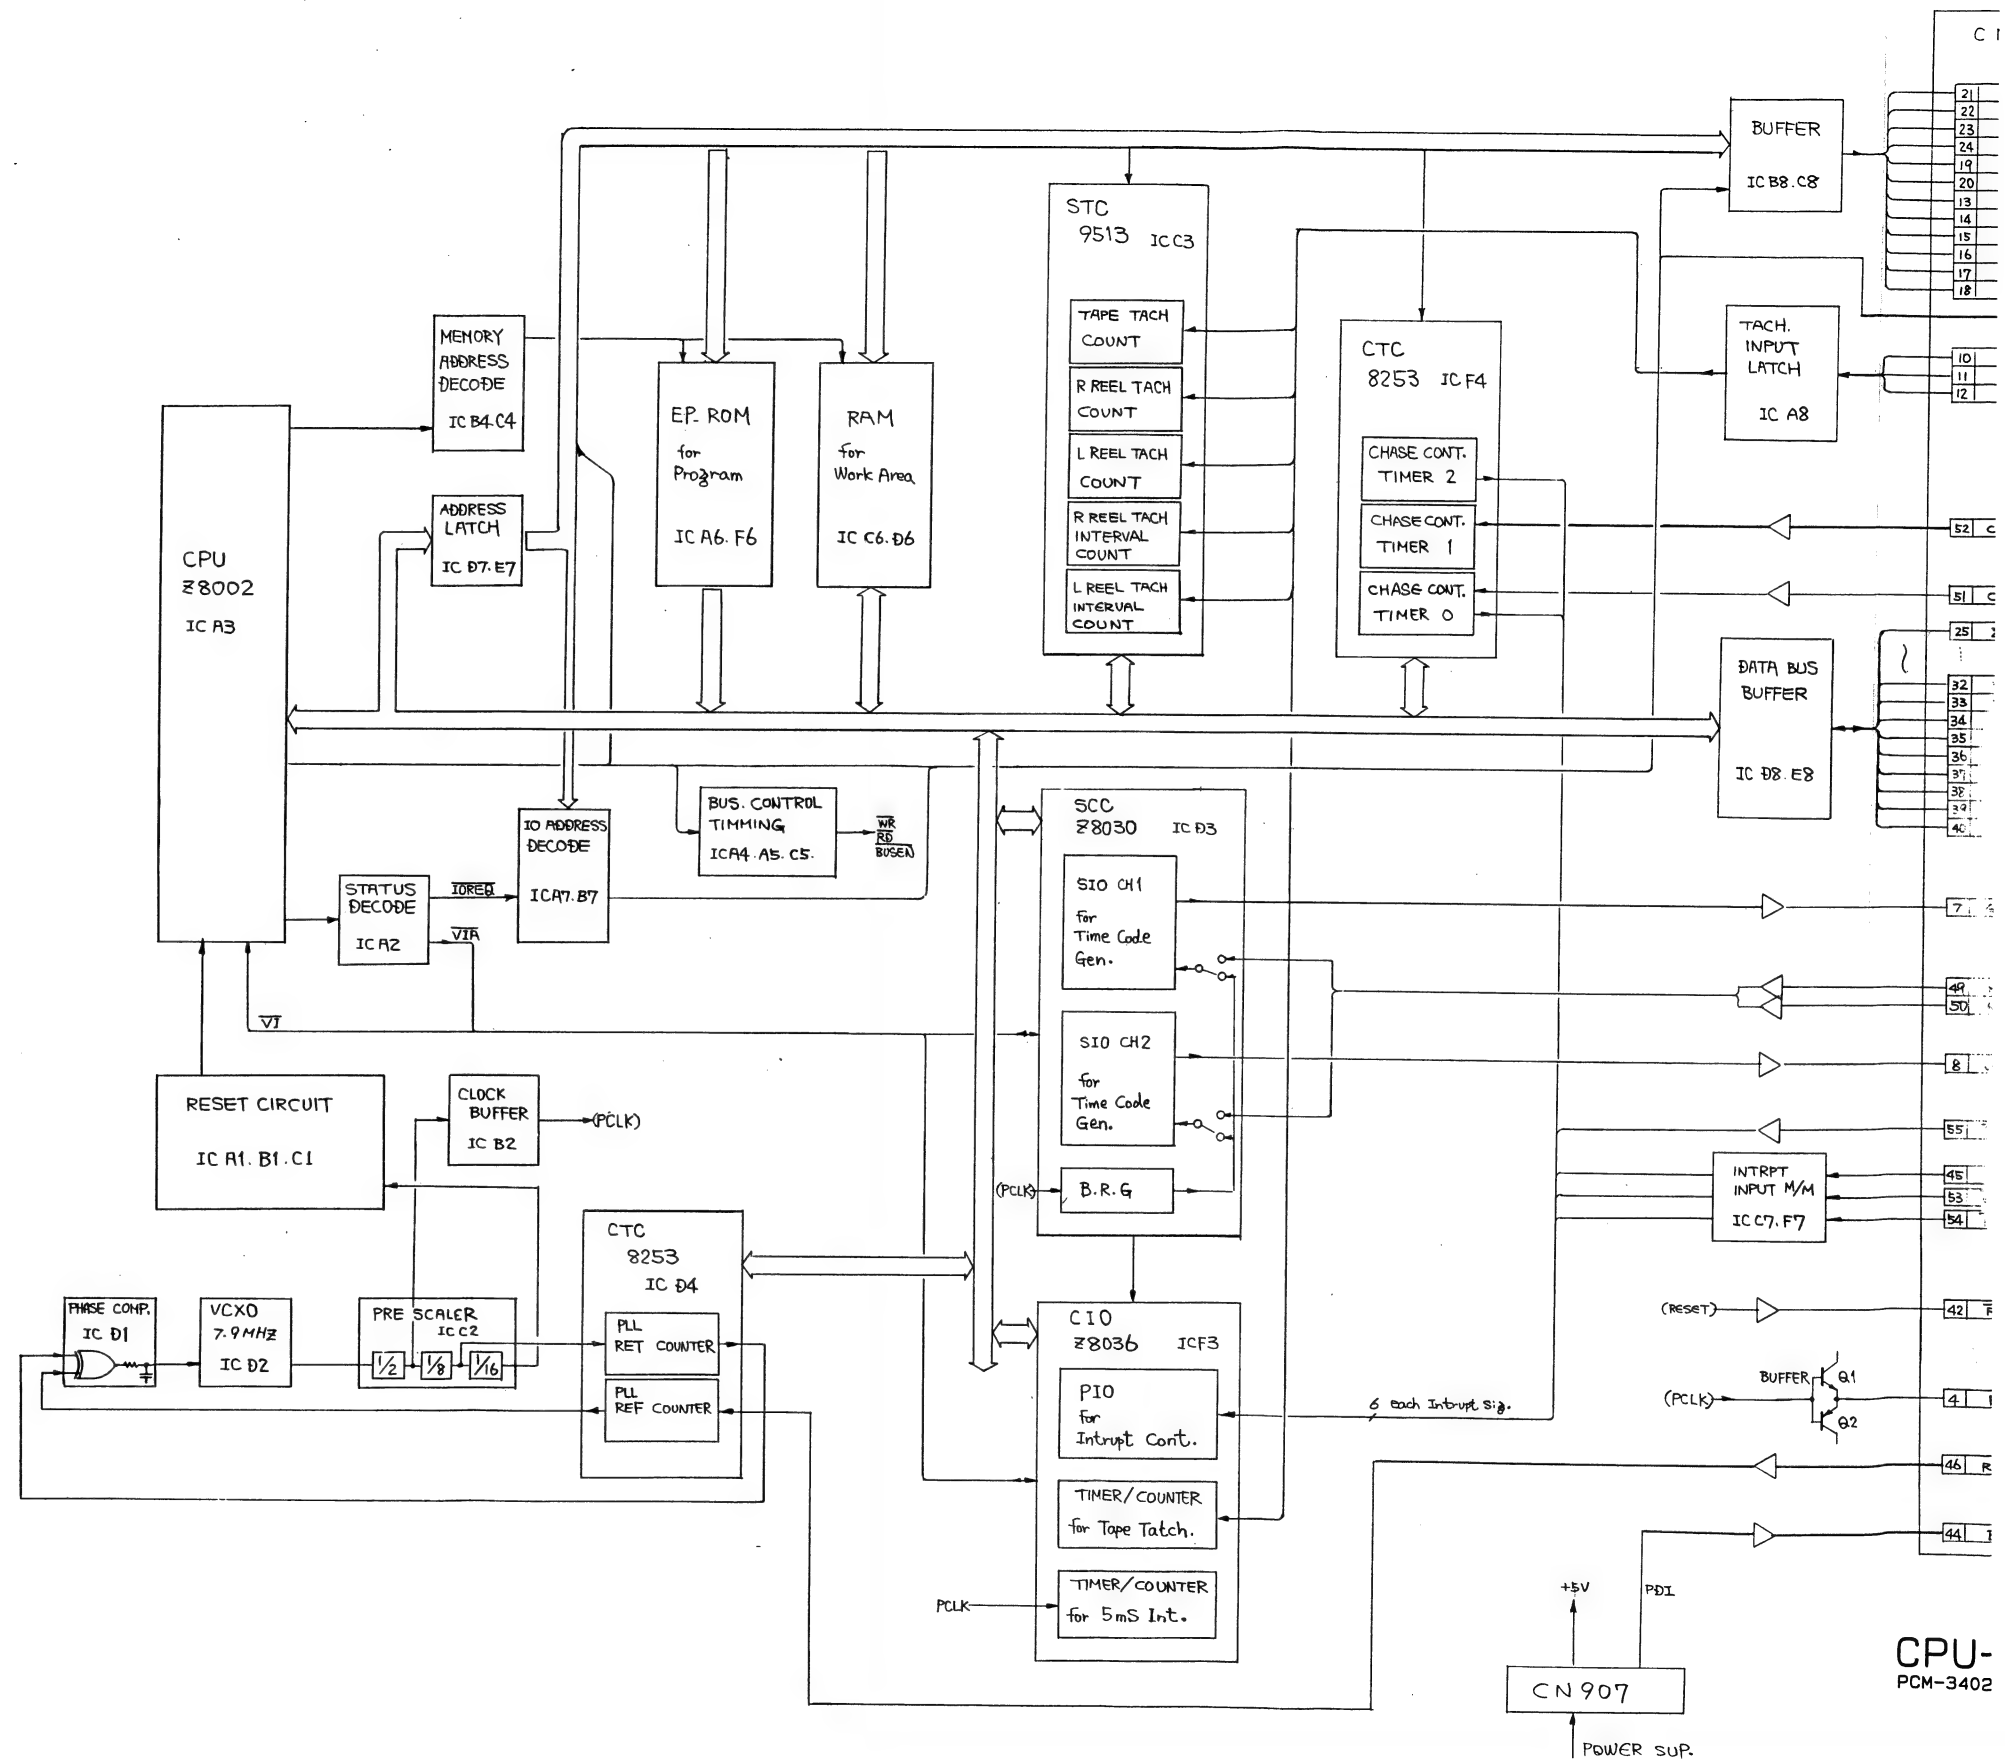 C
BUFFER
IC B8.C8
21
22
23
24
19
20
13
14
15
16
17
18
STC
9513 IC C3
TAPE TACH
COUNT
R REEL TACH
COUNT
L REEL TACH
COUNT
R REEL TACH
INTERVAL
COUNT
L REEL TACH
INTERVAL
COUNT
MEMORY
ADDRESS
DECODE
IC B4.C4
TACH.
INPUT
LATCH
IC A8
10
11
12
CTC
8253 IC F4
CHASE CONT.
TIMER 2
CHASE CONT.
TIMER 1
CHASE CONT.
TIMER 0
EP-ROM
for
Program
IC A6.F6
RAM
for
Work Area
IC C6.D6
ADDRESS
LATCH
IC D7.E7
CPU
Z8002
IC A3
52 C
51 C
25
DATA BUS
BUFFER
IC D8.E8
32
33
34
35
36
37
38
39
40
BUS. CONTROL
TIMMING
ICA4.A5.C5.
WR
RD
BUSEN
IO ADDRESS
DECODE
ICA7.B7
STATUS
DECODE
IC A2
IOREQ
VIA
VI
SCC
Z8030 IC D3
SIO CH1
for
Time Code
Gen.
SIO CH2
for
Time Code
Gen.
(PCLK)
B.R.G
7
49
50
8
55
45
53
54
INTRPT
INPUT M/M
IC C7.F7
RESET CIRCUIT
IC A1.B1.C1
CLOCK
BUFFER
IC B2
(PCLK)
CTC
8253
IC D4
PLL
RET COUNTER
PLL
REF COUNTER
PHASE COMP.
IC D1
VCXO
7.9MHZ
IC D2
PRE SCALER
IC C2
1/2 1/8 1/16
CIO
Z8036 ICF3
PIO
for
Intrupt Cont.
6 each Intrupt Sig.
TIMER/COUNTER
for Tape Tatch.
TIMER/COUNTER
for 5mS Int.
PCLK
(RESET)
42
BUFFER Q1
(PCLK)
Q2
4
46 R
44
+5V
PDI
CN907
POWER SUP.
CPU-
PCM-3402